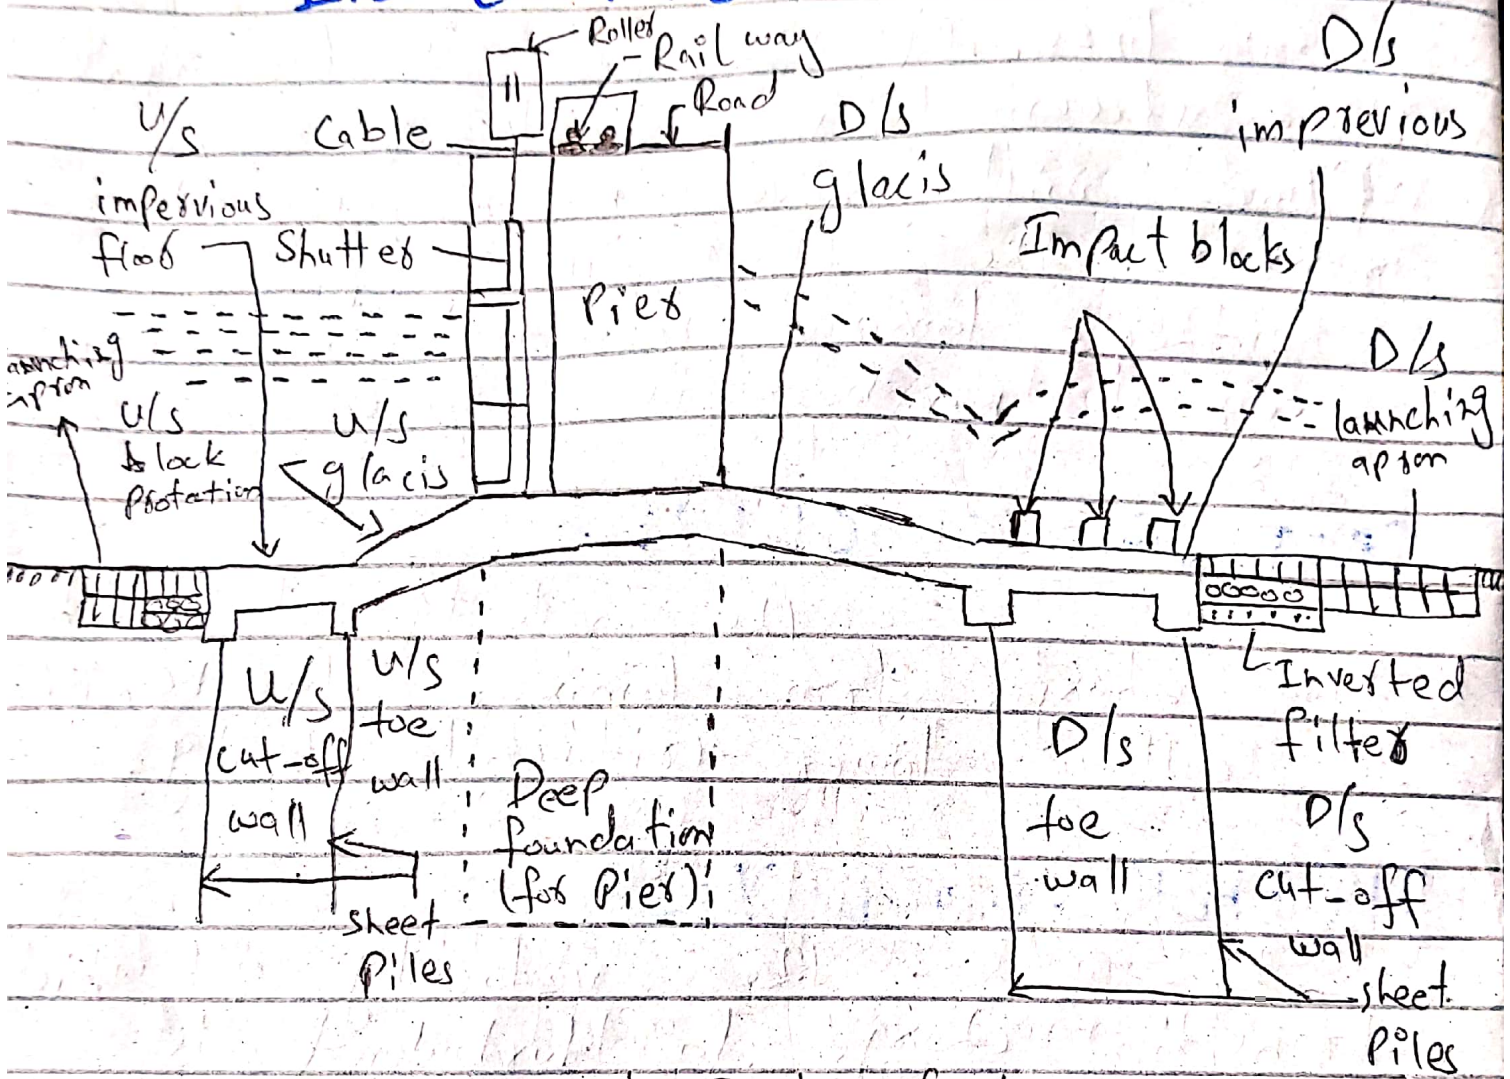 Roller
Rail way
Road
Cable
U/s
impervious
floor
Shutter
D/s
glacis
D/s
imprevious
Impact blocks
Pier
launching
apron
U/s
block
protation
U/s
glacis
D/s
launching
apron
U/s
cut-off
wall
U/s
toe
wall
Deep
foundation
(for Pier)
sheet
Piles
D/s
toe
wall
Inverted
filter
D/s
cut-off
wall
sheet
Piles